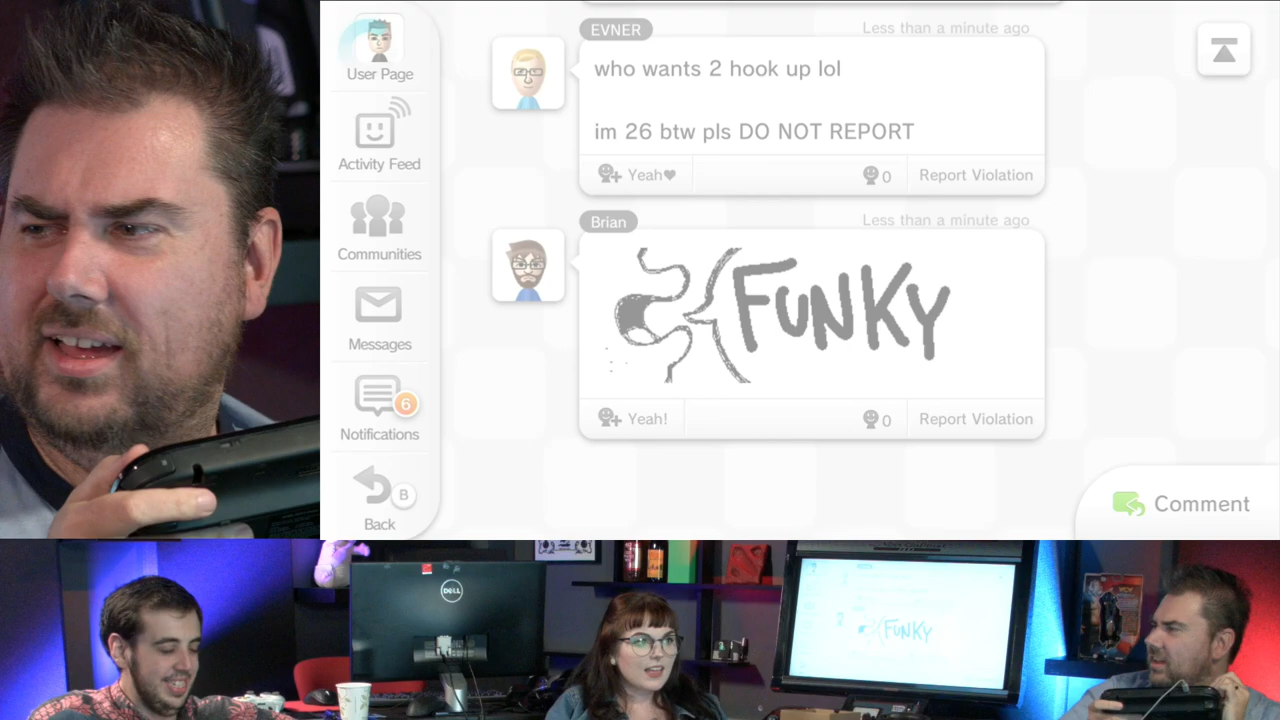 User Page
Activity Feed
Communities
Messages
6
Notifications
B
Back
EVNER
Less than a minute ago
who wants 2 hook up lol
im 26 btw pls DO NOT REPORT
Yeah♥
0
Report Violation
Brian
Less than a minute ago
FUNKY
Yeah!
0
Report Violation
Comment
DELL
FUNKY